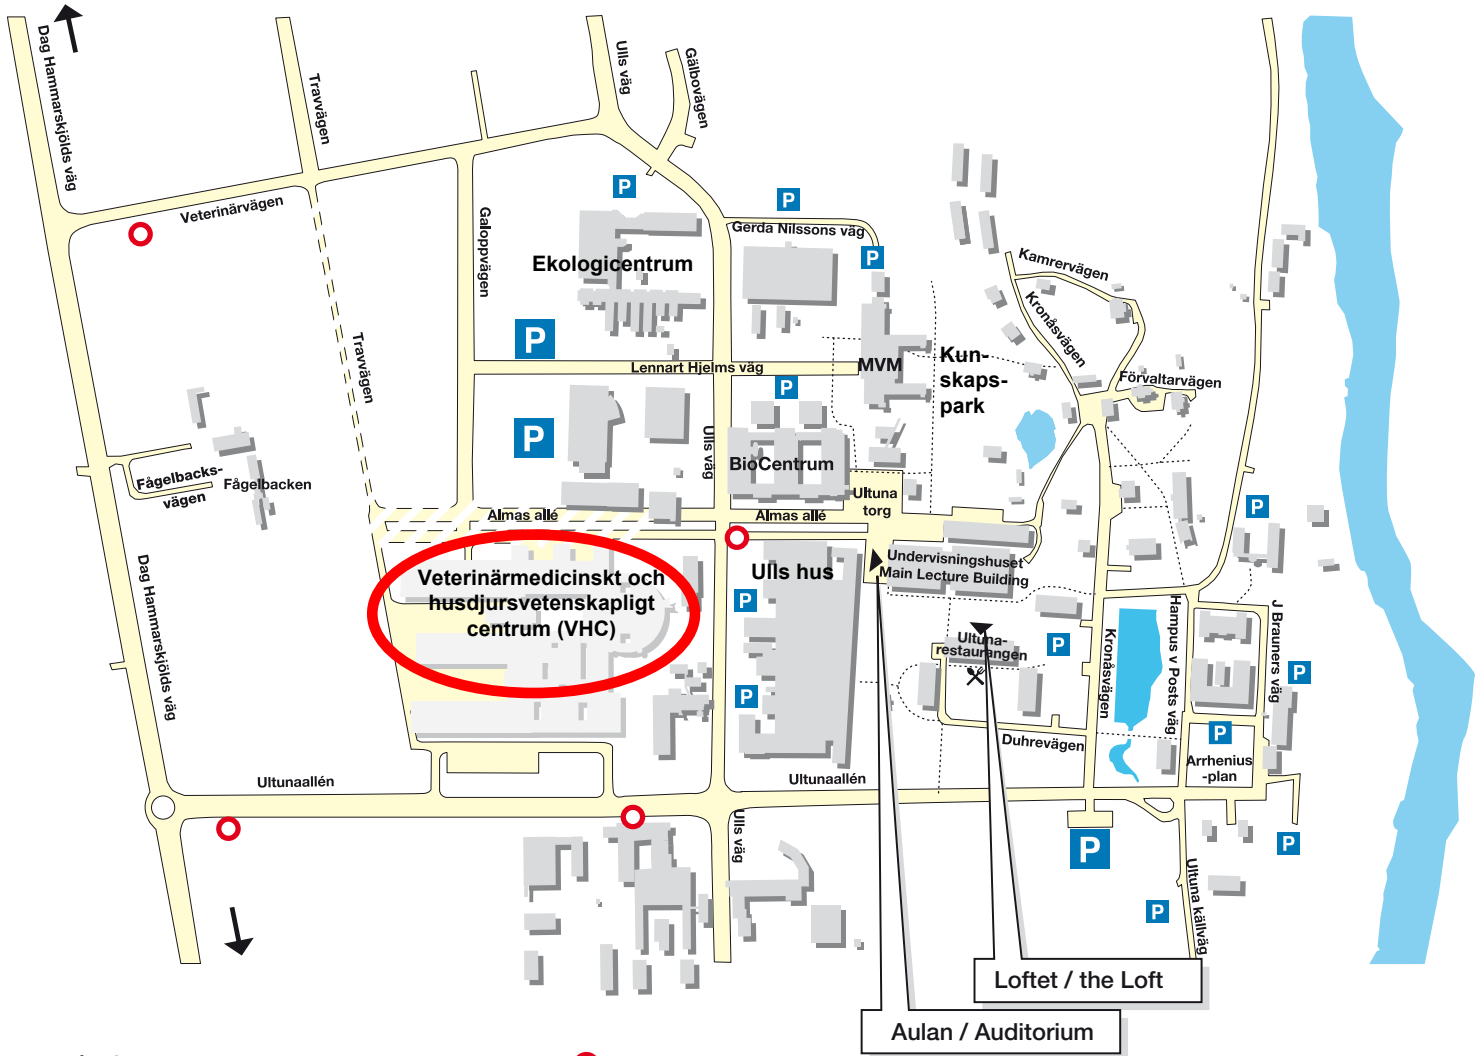 Dag Hammarskjölds väg
Travvägen
Ulls väg
Gälbovägen
P
P
Veterinärvägen
Galoppvägen
Gerda Nilssons väg
Ekologicentrum
P
Kamrervägen
Kronåsvägen
P
Travvägen
Lennart Hjelms väg
MVM
Kun-
skaps-
park
Förvaltarvägen
P
P
Ulls väg
BioCentrum
Fågelbacks-
vägen
Fågelbacken
Ultuna
torg
P
Almas allé
Almas allé
Dag Hammarskjölds väg
Veterinärmedicinskt och
husdjursvetenskapligt
centrum (VHC)
Ulls hus
Undervisningshuset
Main Lecture Building
P
Ultuna-
restaurangen
P
Kronåsvägen
Hampus v Posts väg
J Brauners väg
P
P
Duhrevägen
P
Arrhenius
-plan
Ultunaallén
Ultunaallén
Ulls väg
P
P
P
Ultuna källväg
Loftet / the Loft
Aulan / Auditorium